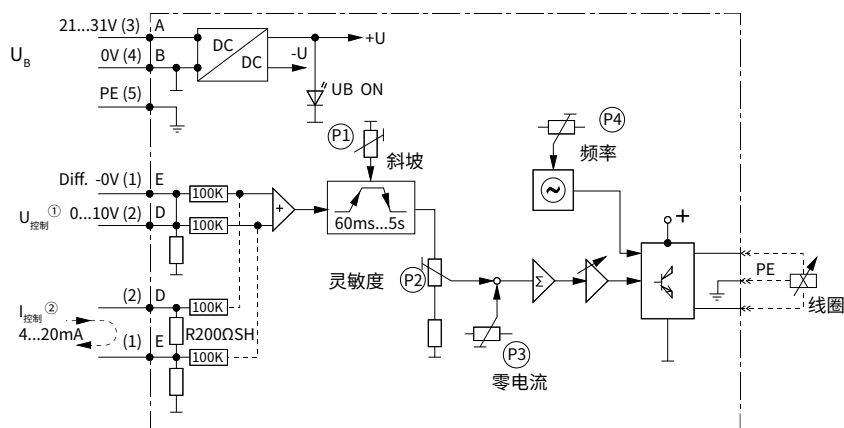 21...31V (3) A
U_B
0V (4) B
PE (5)
DC
DC
+U
-U
UB ON
P1
斜坡
P4
频率
~
Diff. -0V (1) E
100K
U控制 ① 0...10V (2) D
100K
+
60ms...5s
灵敏度
P2
Σ
P3
零电流
+
PE
线圈
(2) D
100K
I控制 ②
4...20mA
R200ΩSH
(1) E
100K